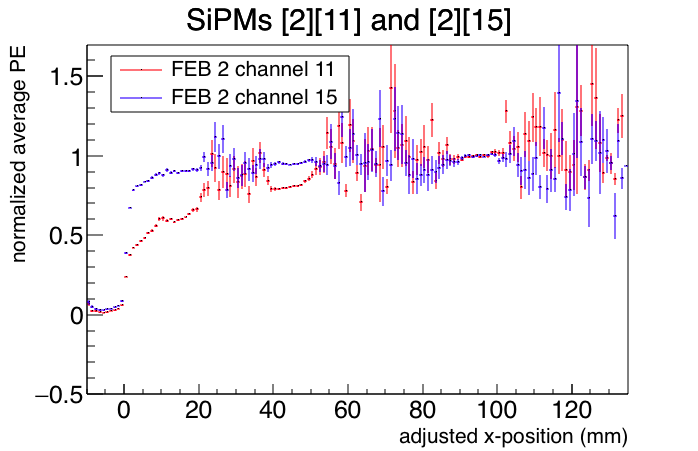 SiPMs [2][11] and [2][15]
normalized average PE
FEB 2 channel 11
FEB 2 channel 15
1.5
1
0.5
0
−0.5
0 20 40 60 80 100 120
adjusted x-position (mm)